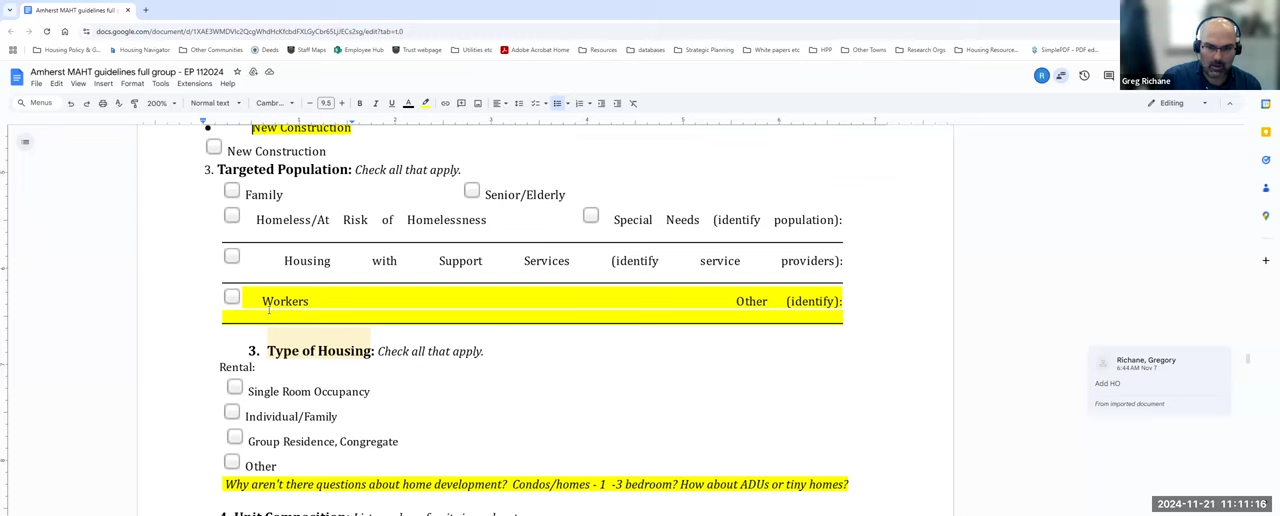 Amherst MAHT guidelines full group - EP 112024
docs.google.com/document/d/1XAE3WMDVlc2QcgWhdHcKfcbdFXLGyCbr65LjJECs2sg/edit?tab=t.0
Housing Policy & G... Housing Navigator Other Communities Deeds Staff Maps Employee Hub Trust webpage Utilities etc Adobe Acrobat Home Resources databases Strategic Planning White papers etc HPP Other Towns Research Orgs Housing Resource... SimplePDF - PDF ed...
Amherst MAHT guidelines full group - EP 112024
File Edit View Insert Format Tools Extensions Help
R
Menus 200% Normal text Cambr... 9.5 B I U A Editing
Greg Richane
1 2 3 4 5 6 7
New Construction
New Construction
3. Targeted Population: Check all that apply.
Family Senior/Elderly
Homeless/At Risk of Homelessness Special Needs (identify population):
Housing with Support Services (identify service providers):
Workers Other (identify):
3. Type of Housing: Check all that apply.
Rental:
Single Room Occupancy
Individual/Family
Group Residence, Congregate
Other
Why aren't there questions about home development? Condos/homes - 1 -3 bedroom? How about ADUs or tiny homes?
Richane, Gregory
6:44 AM Nov 7
Add HO
From imported document
2024-11-21 11:11:16